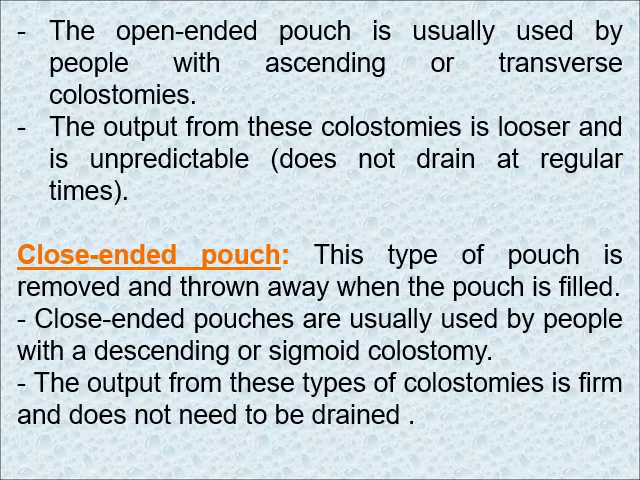 - The open-ended pouch is usually used by
people with ascending or transverse
colostomies.
- The output from these colostomies is looser and
is unpredictable (does not drain at regular
times).
Close-ended pouch: This type of pouch is
removed and thrown away when the pouch is filled.
- Close-ended pouches are usually used by people
with a descending or sigmoid colostomy.
- The output from these types of colostomies is firm
and does not need to be drained .